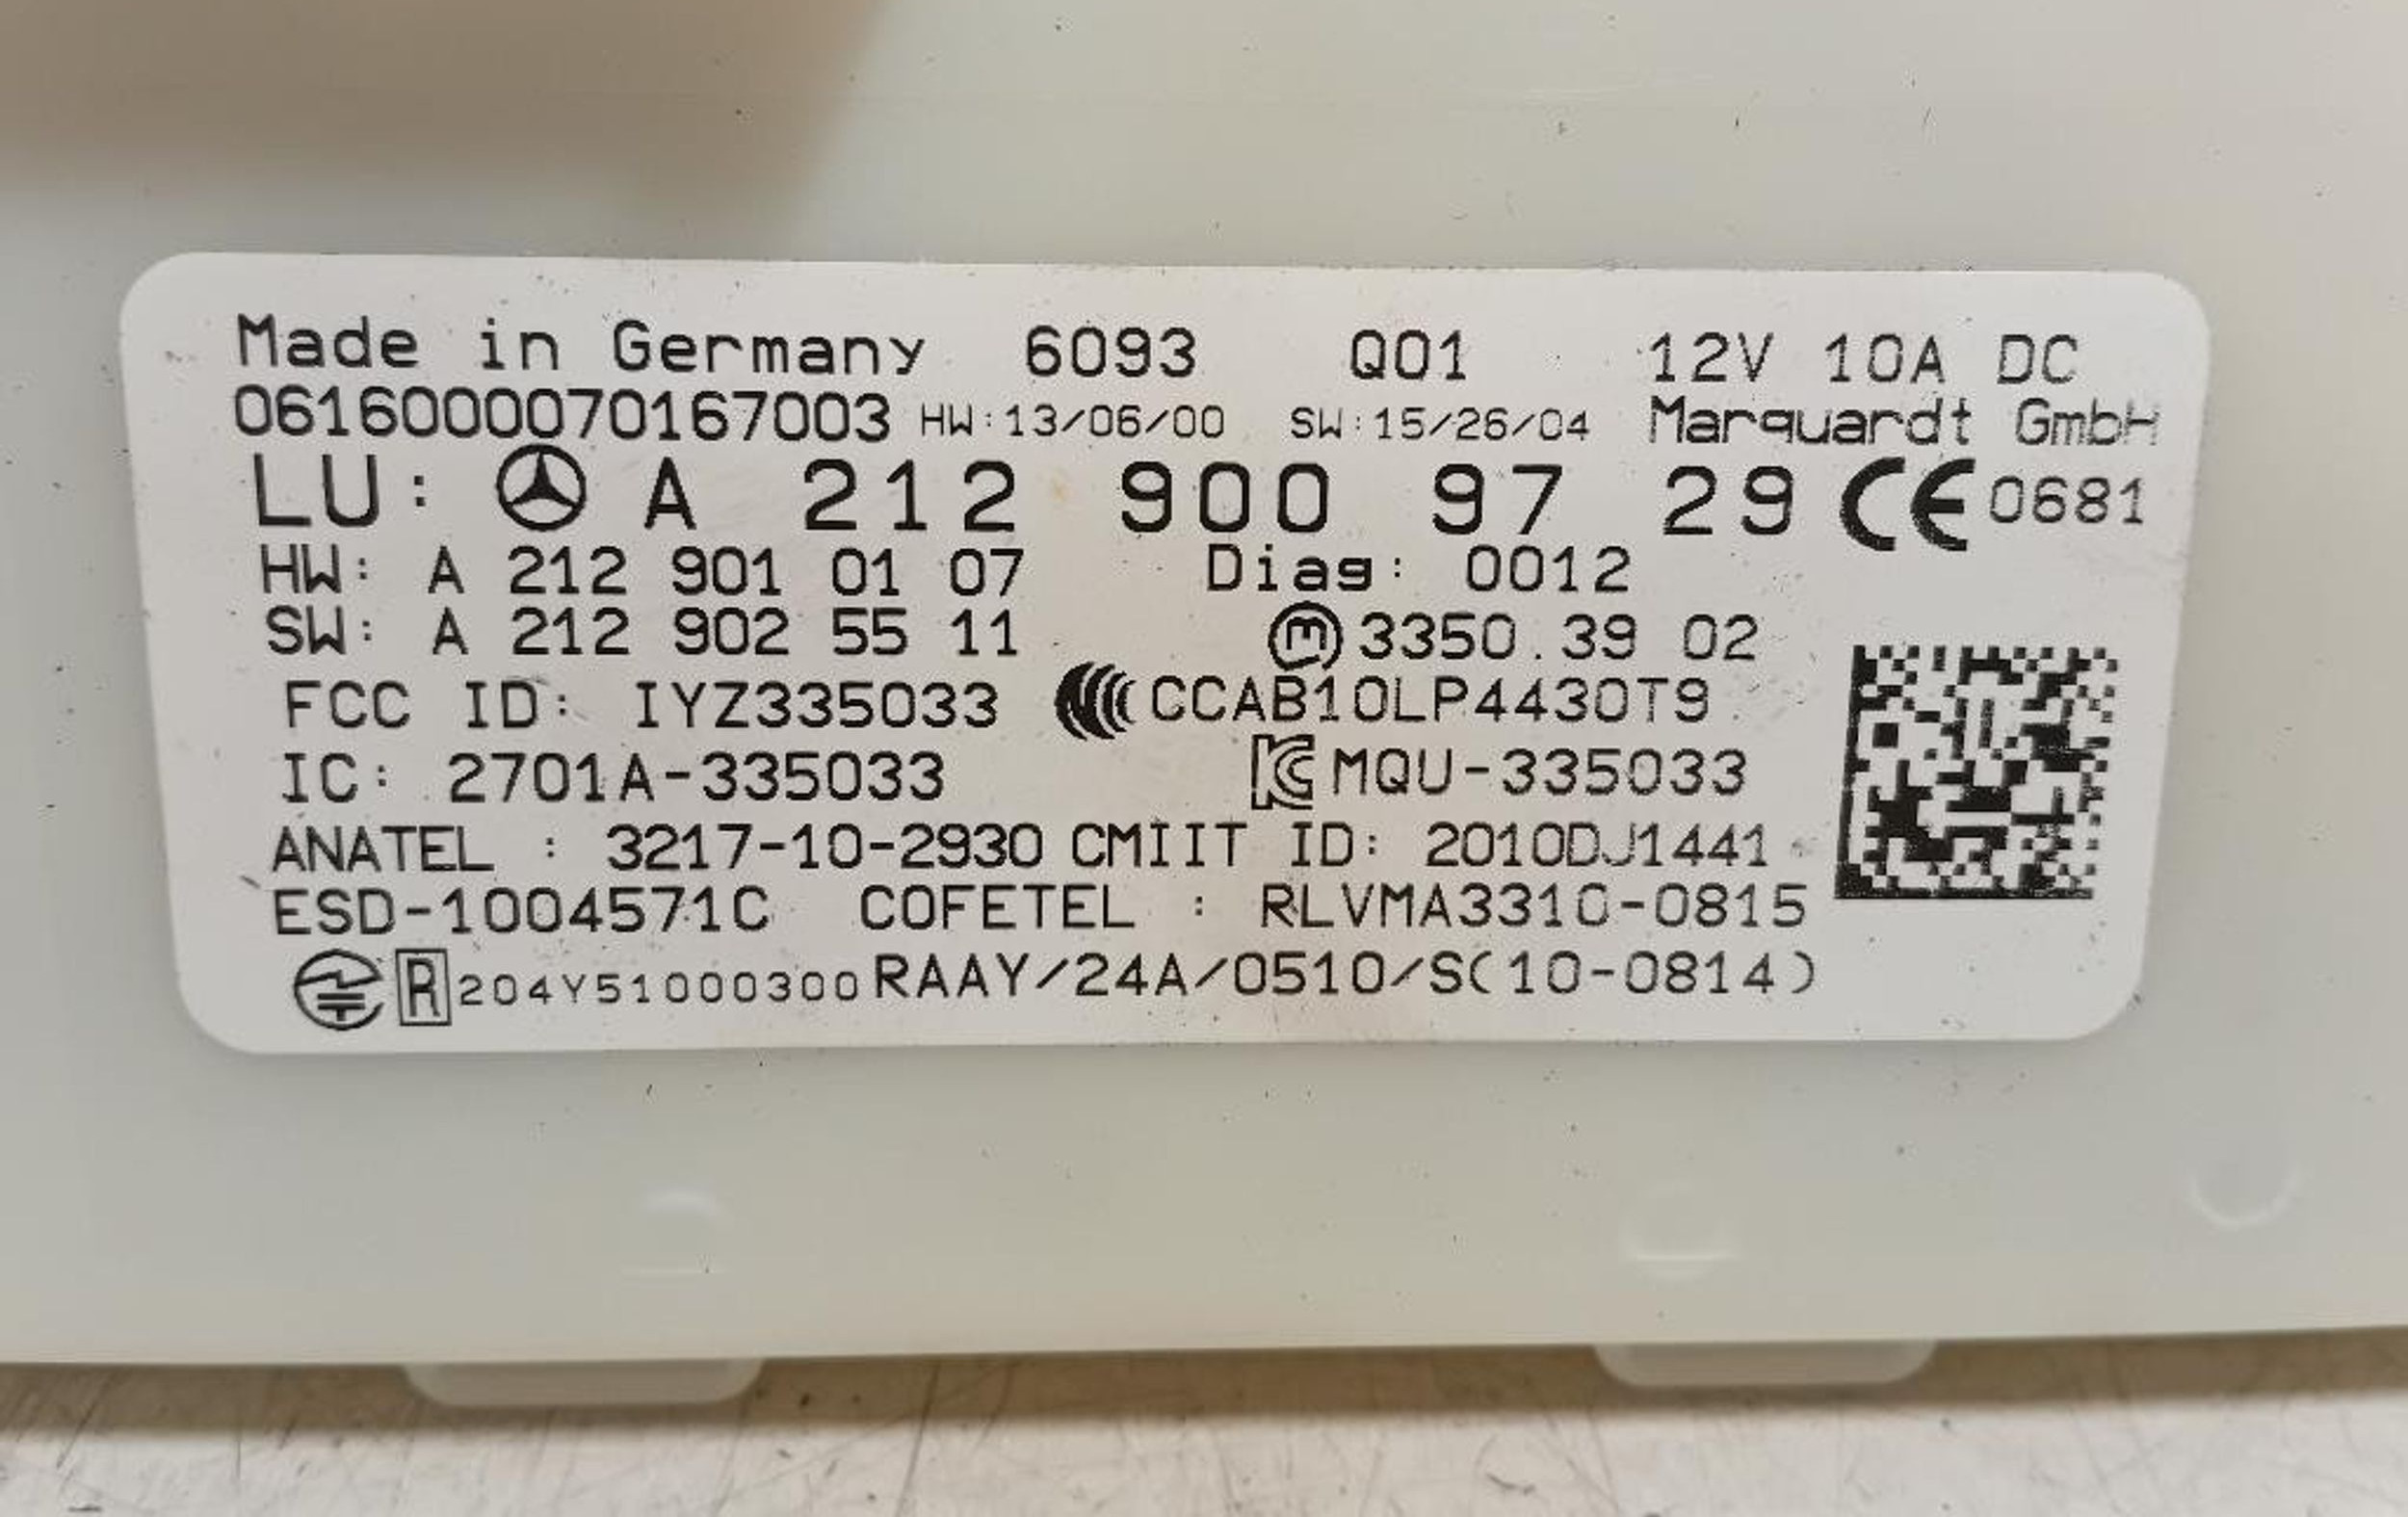 Made in Germany 6093 Q01 12V 10A DC
0616000070167003 HW:13/06/00 SW:15/26/04 Marquardt GmbH
LU: A 212 900 97 29 CE 0681
HW: A 212 901 01 07 Diag: 0012
SW: A 212 902 55 11 3350.39 02
FCC ID: IYZ335033 CCAB10LP4430T9
IC: 2701A-335033 MQU-335033
ANATEL : 3217-10-2930 CMIIT ID: 2010DJ1441
ESD-1004571C COFETEL : RLVMA3310-0815
R 204Y51000300 RAAY/24A/0510/S(10-0814)